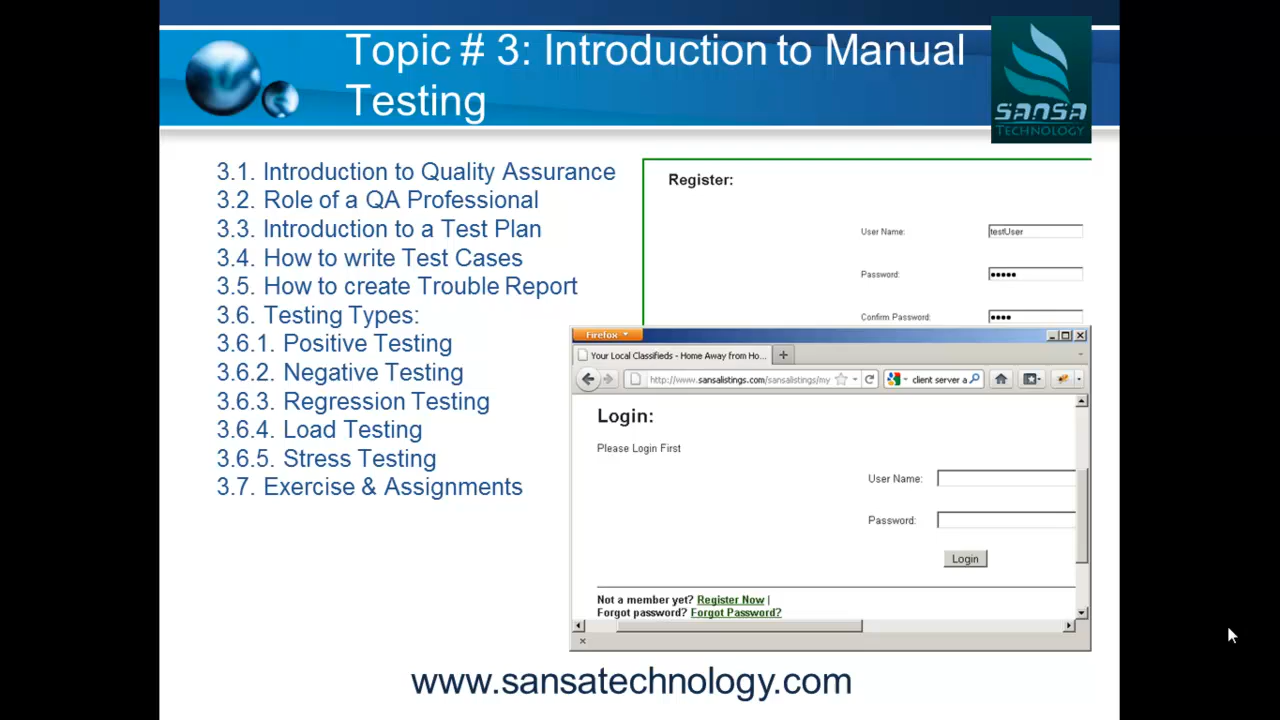 Topic # 3: Introduction to Manual
Testing
SANSA
TECHNOLOGY
3.1. Introduction to Quality Assurance
3.2. Role of a QA Professional
3.3. Introduction to a Test Plan
3.4. How to write Test Cases
3.5. How to create Trouble Report
3.6. Testing Types:
3.6.1. Positive Testing
3.6.2. Negative Testing
3.6.3. Regression Testing
3.6.4. Load Testing
3.6.5. Stress Testing
3.7. Exercise & Assignments
Register:
User Name: testUser
Password: •••••
Confirm Password: ••••
Firefox
Your Local Classifieds - Home Away from Ho...
http://www.sansalistings.com/sansalistings/my
client server a
Login:
Please Login First
User Name:
Password:
Login
Not a member yet? Register Now |
Forgot password? Forgot Password?
www.sansatechnology.com